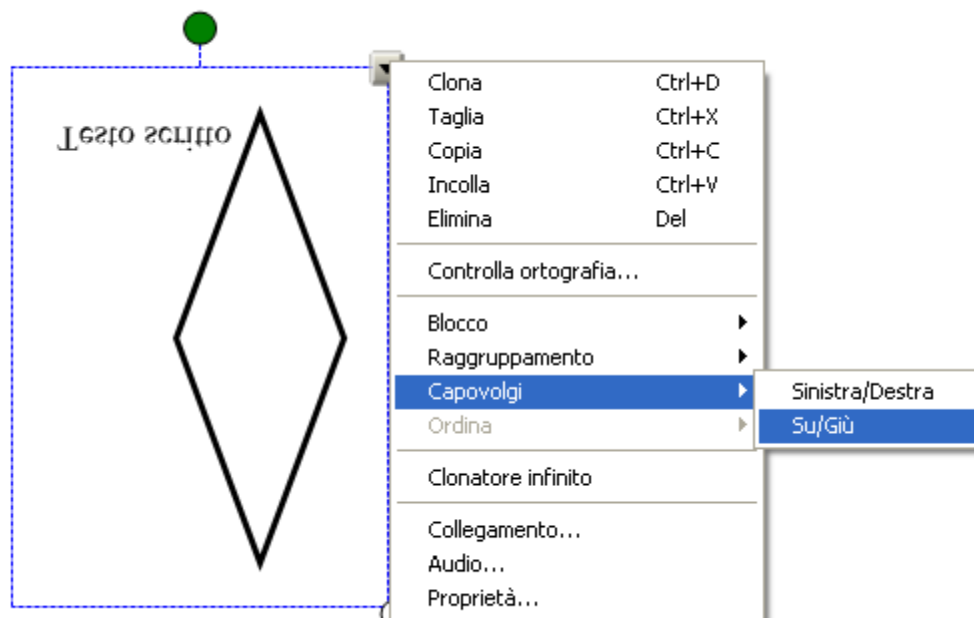 Testo scritto
Clona Ctrl+D
Taglia Ctrl+X
Copia Ctrl+C
Incolla Ctrl+V
Elimina Del
Controlla ortografia...
Blocco
Raggruppamento
Capovolgi
Sinistra/Destra
Ordina
Su/Giù
Clonatore infinito
Collegamento...
Audio...
Proprietà...